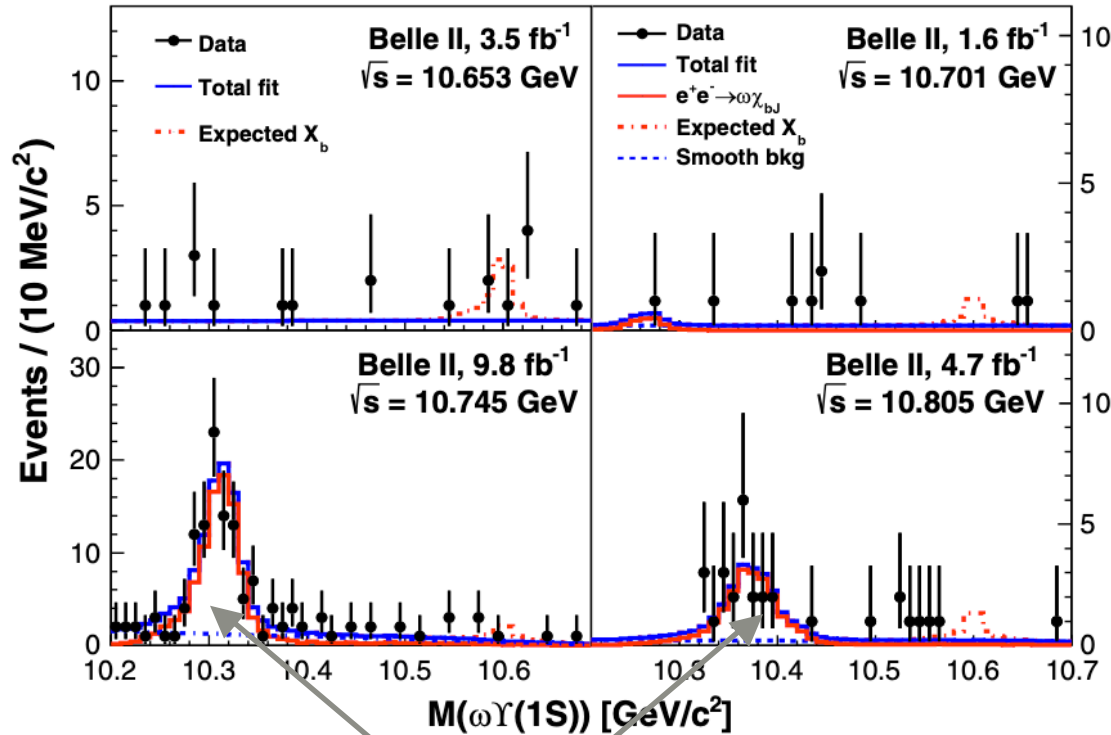 Events / (10 MeV/c²)
10
5
0
Data
Total fit
Expected X_b
Belle II, 3.5 fb⁻¹
√s = 10.653 GeV
Data
Total fit
e⁺e⁻→ωχ_bJ
Expected X_b
Smooth bkg
Belle II, 1.6 fb⁻¹
√s = 10.701 GeV
10
5
0
30
20
10
0
Belle II, 9.8 fb⁻¹
√s = 10.745 GeV
Belle II, 4.7 fb⁻¹
√s = 10.805 GeV
10
5
0
10.2 10.3 10.4 10.5 10.6 10.3 10.4 10.5 10.6 10.7
M(ωΥ(1S)) [GeV/c²]